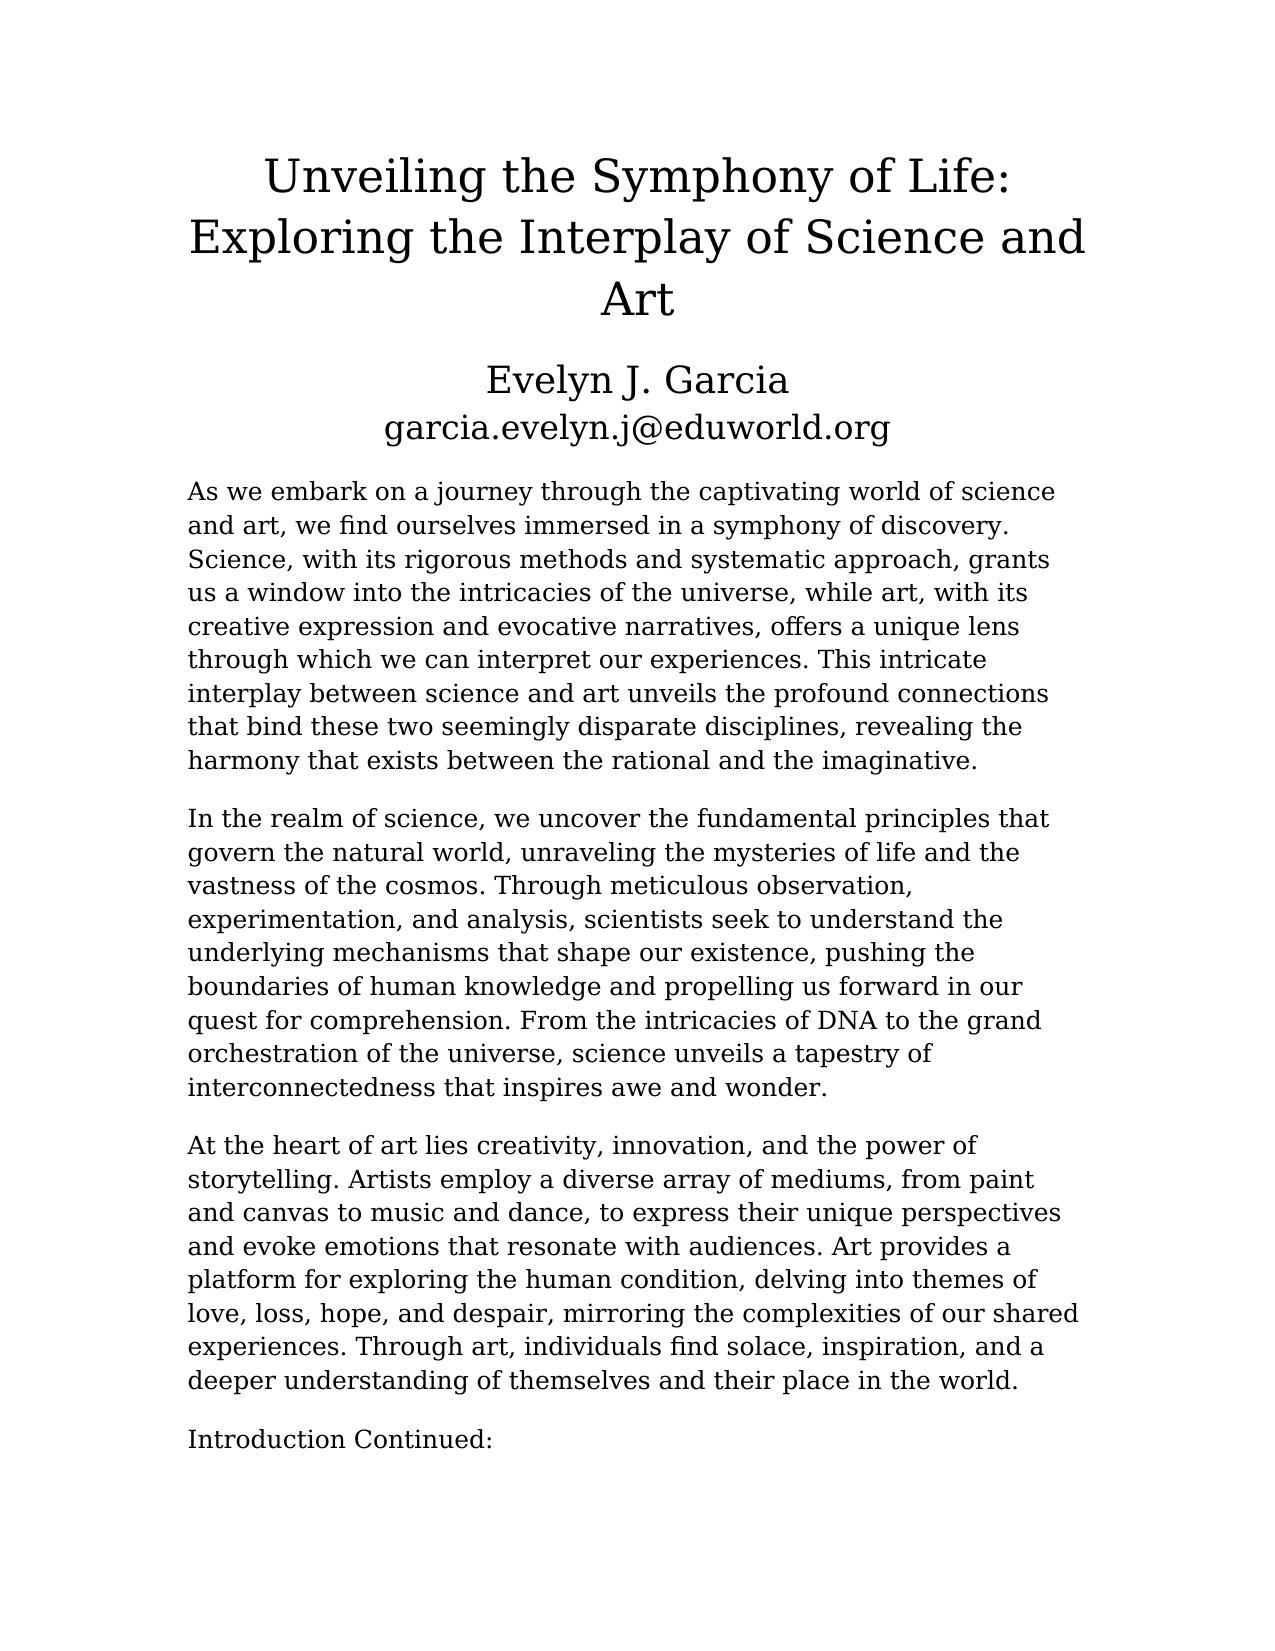 Unveiling the Symphony of Life:
Exploring the Interplay of Science and
Art
Evelyn J. Garcia
garcia.evelyn.j@eduworld.org
As we embark on a journey through the captivating world of science
and art, we find ourselves immersed in a symphony of discovery.
Science, with its rigorous methods and systematic approach, grants
us a window into the intricacies of the universe, while art, with its
creative expression and evocative narratives, offers a unique lens
through which we can interpret our experiences. This intricate
interplay between science and art unveils the profound connections
that bind these two seemingly disparate disciplines, revealing the
harmony that exists between the rational and the imaginative.
In the realm of science, we uncover the fundamental principles that
govern the natural world, unraveling the mysteries of life and the
vastness of the cosmos. Through meticulous observation,
experimentation, and analysis, scientists seek to understand the
underlying mechanisms that shape our existence, pushing the
boundaries of human knowledge and propelling us forward in our
quest for comprehension. From the intricacies of DNA to the grand
orchestration of the universe, science unveils a tapestry of
interconnectedness that inspires awe and wonder.
At the heart of art lies creativity, innovation, and the power of
storytelling. Artists employ a diverse array of mediums, from paint
and canvas to music and dance, to express their unique perspectives
and evoke emotions that resonate with audiences. Art provides a
platform for exploring the human condition, delving into themes of
love, loss, hope, and despair, mirroring the complexities of our shared
experiences. Through art, individuals find solace, inspiration, and a
deeper understanding of themselves and their place in the world.
Introduction Continued: